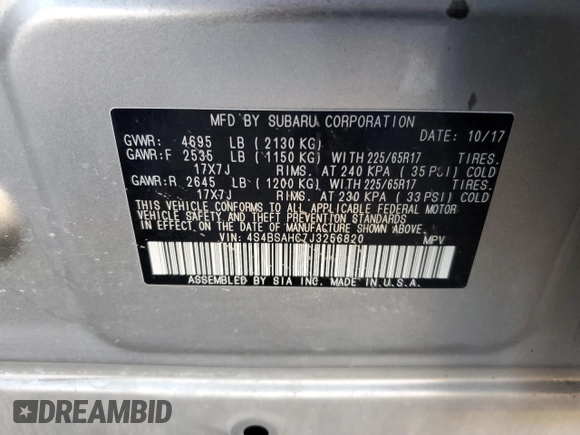 MFD BY SUBARU CORPORATION
GVWR: 4695 LB (2130 KG) DATE: 10/17
GAWR:F 2535 LB (1150 KG) WITH 225/65R17 TIRES.
17X7J RIMS. AT 240 KPA (35 PSI) COLD
GAWR:R 2645 LB (1200 KG) WITH 225/65R17 TIRES.
17X7J RIMS. AT 230 KPA (33 PSI) COLD
THIS VEHICLE CONFORMS TO ALL APPLICABLE FEDERAL MOTOR
VEHICLE SAFETY AND THEFT PREVENTION STANDARDS
IN EFFECT ON THE DATE OF MANUFACTURE SHOWN ABOVE.
VIN: 4S4BSAHC7J3256820 MPV
ASSEMBLED BY SIA INC. MADE IN U.S.A.
DREAMBID